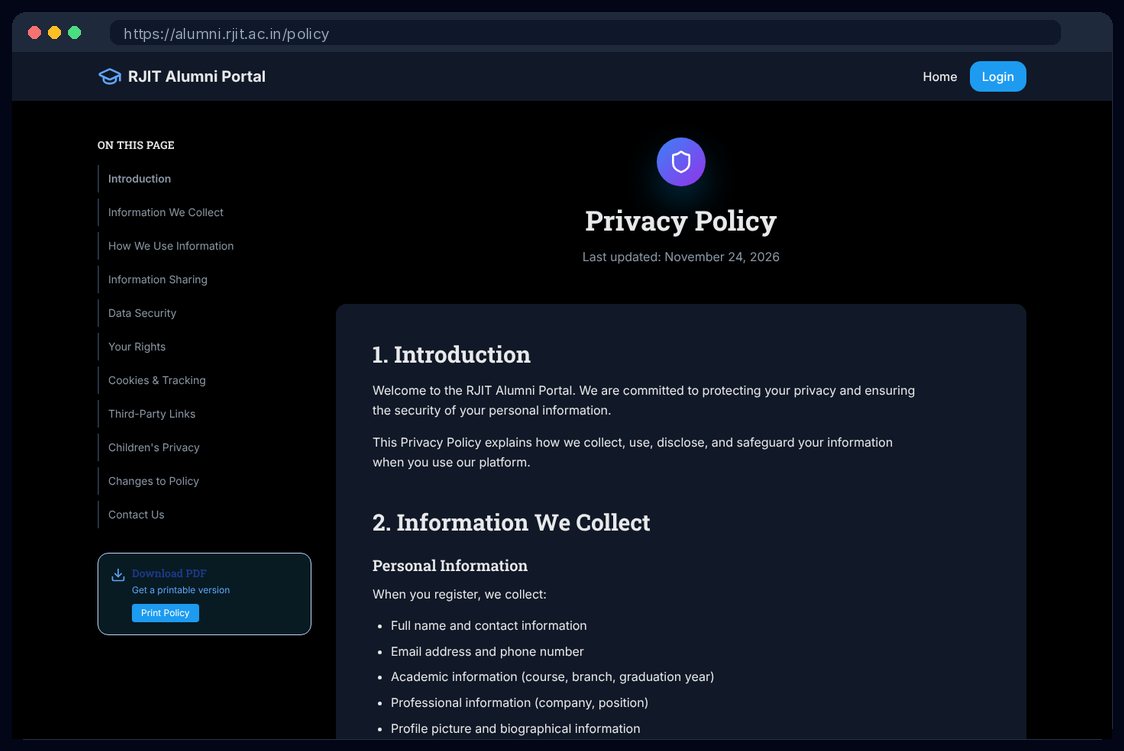 https://alumni.rjit.ac.in/policy
RJIT Alumni Portal
Home
Login
ON THIS PAGE
Introduction
Information We Collect
How We Use Information
Information Sharing
Data Security
Your Rights
Cookies & Tracking
Third-Party Links
Children's Privacy
Changes to Policy
Contact Us
Download PDF
Get a printable version
Print Policy
Privacy Policy
Last updated: November 24, 2026
1. Introduction
Welcome to the RJIT Alumni Portal. We are committed to protecting your privacy and ensuring
the security of your personal information.
This Privacy Policy explains how we collect, use, disclose, and safeguard your information
when you use our platform.
2. Information We Collect
Personal Information
When you register, we collect:
• Full name and contact information
• Email address and phone number
• Academic information (course, branch, graduation year)
• Professional information (company, position)
• Profile picture and biographical information